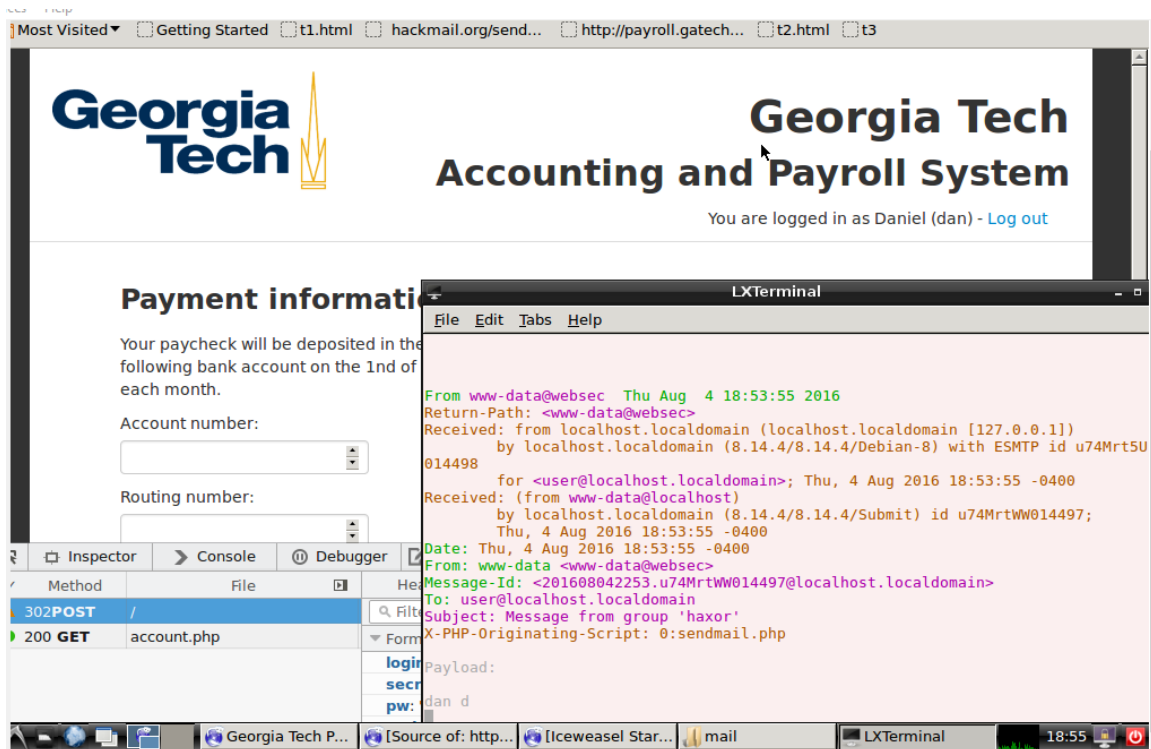 Most Visited▾ Getting Started t1.html hackmail.org/send... http://payroll.gatech... t2.html t3
Georgia
Tech
Georgia Tech
Accounting and Payroll System
You are logged in as Daniel (dan) - Log out
Payment informati
Your paycheck will be deposited in the
following bank account on the 1nd of
each month.
Account number:
Routing number:
LXTerminal
File Edit Tabs Help
From www-data@websec  Thu Aug  4 18:53:55 2016
Return-Path: <www-data@websec>
Received: from localhost.localdomain (localhost.localdomain [127.0.0.1])
by localhost.localdomain (8.14.4/8.14.4/Debian-8) with ESMTP id u74Mrt5U
014498
for <user@localhost.localdomain>; Thu, 4 Aug 2016 18:53:55 -0400
Received: (from www-data@localhost)
by localhost.localdomain (8.14.4/8.14.4/Submit) id u74MrtWW014497;
Thu, 4 Aug 2016 18:53:55 -0400
Date: Thu, 4 Aug 2016 18:53:55 -0400
From: www-data <www-data@websec>
Message-Id: <201608042253.u74MrtWW014497@localhost.localdomain>
To: user@localhost.localdomain
Subject: Message from group 'haxor'
X-PHP-Originating-Script: 0:sendmail.php
Payload:
dan d
Inspector Console Debugger
Method File Hea
302 POST / Filte
200 GET account.php Form
login
secr
pw:
Georgia Tech P... [Source of: http... [Iceweasel Star... mail LXTerminal 18:55